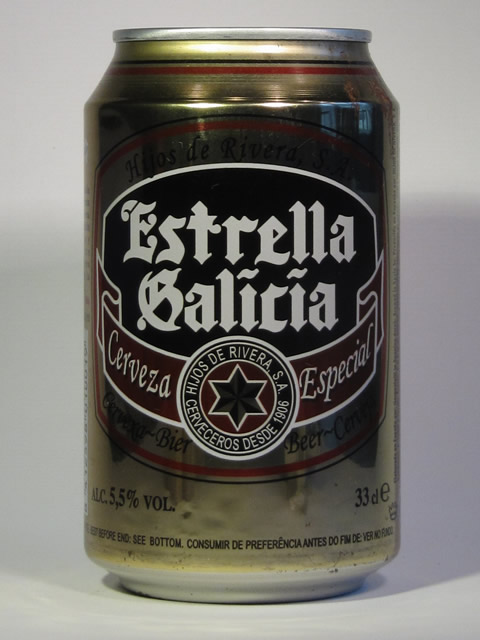 Hijos de Rivera, S.A.
Estrella
Galicia
Cerveza Especial
HIJOS DE RIVERA, S.A.
CERVECEROS DESDE 1906
Bier Beer
ALC. 5,5% VOL. 33 cl e
BEST BEFORE END: SEE BOTTOM. CONSUMIR DE PREFERÊNCIA ANTES DO FIM DE: VER NO FUNDO